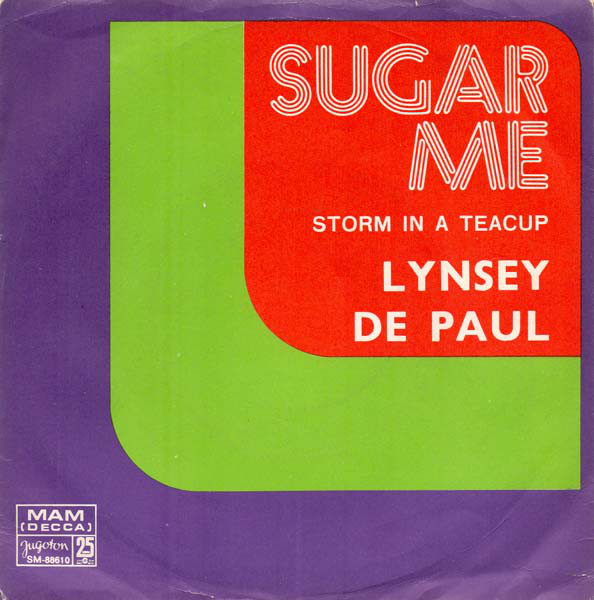 SUGAR
ME
STORM IN A TEACUP
LYNSEY
DE PAUL
MAM
(DECCA)
Jugoton 25
SM-88610